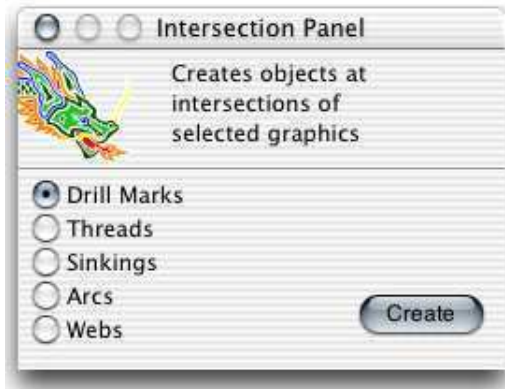 Intersection Panel
Creates objects at
intersections of
selected graphics
Drill Marks
Threads
Sinkings
Arcs
Webs
Create